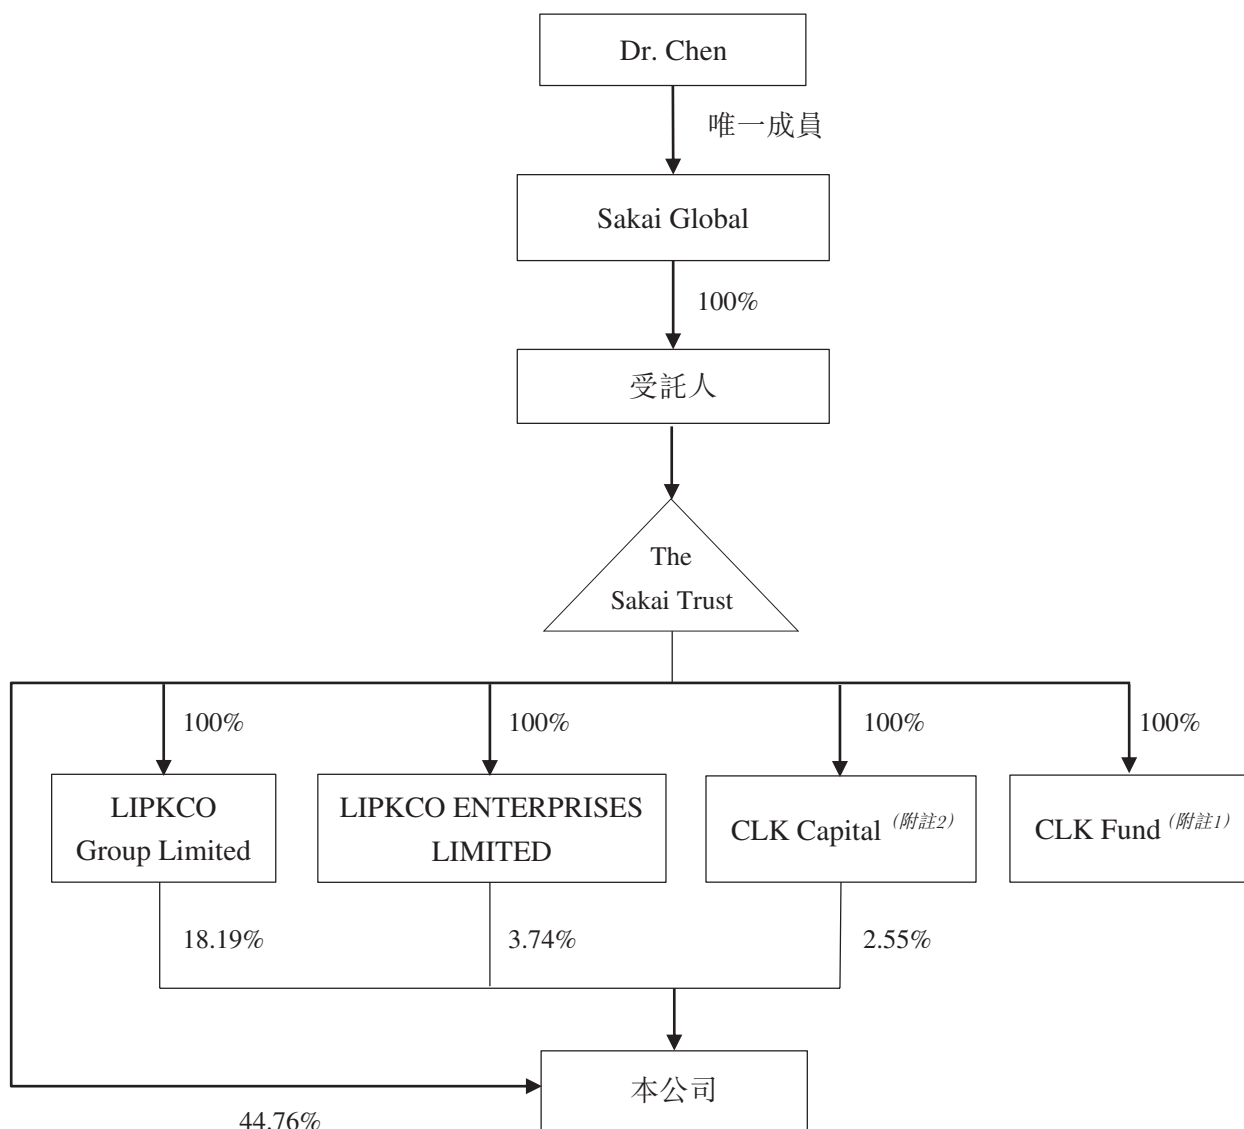 Dr. Chen
唯一成員
Sakai Global
100%
受託人
The
Sakai Trust
100%
100%
100%
100%
LIPKCO
Group Limited
LIPKCO ENTERPRISES
LIMITED
CLK Capital (附註2)
CLK Fund (附註1)
18.19%
3.74%
2.55%
本公司
44.76%